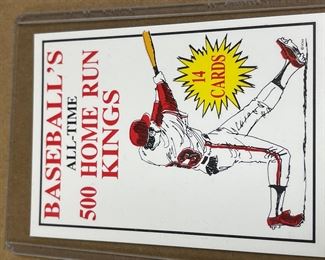 BASEBALL'S
ALL-TIME
500 HOME RUN
KINGS
14
CARDS